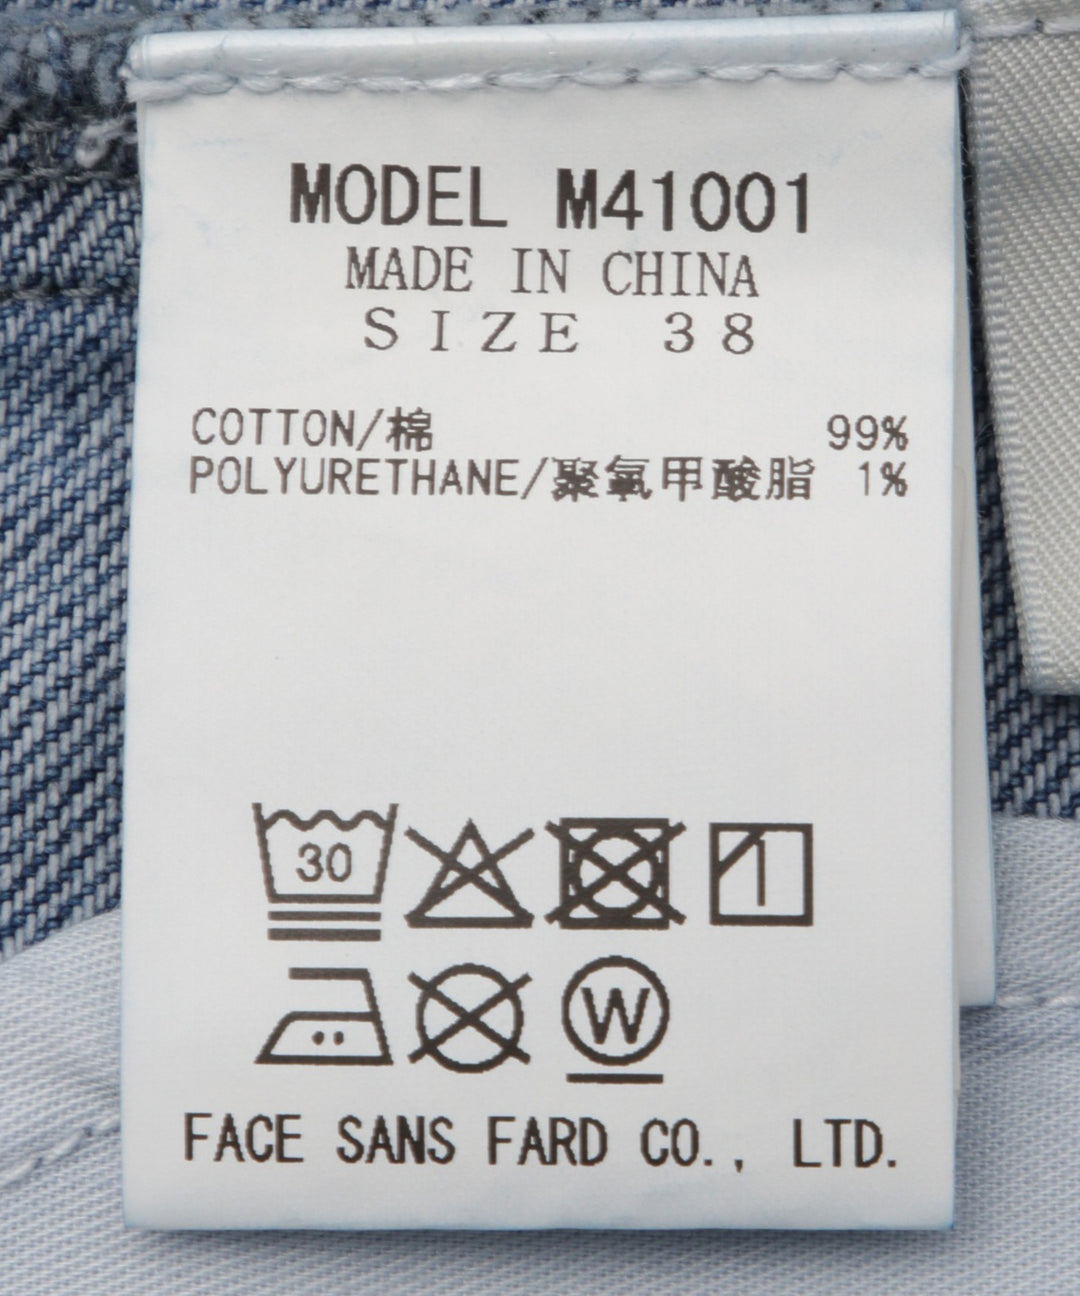 MODEL M41001
MADE IN CHINA
SIZE 38
COTTON/棉 99%
POLYURETHANE/聚氨甲酸脂 1%
30
W
FACE SANS FARD CO., LTD.